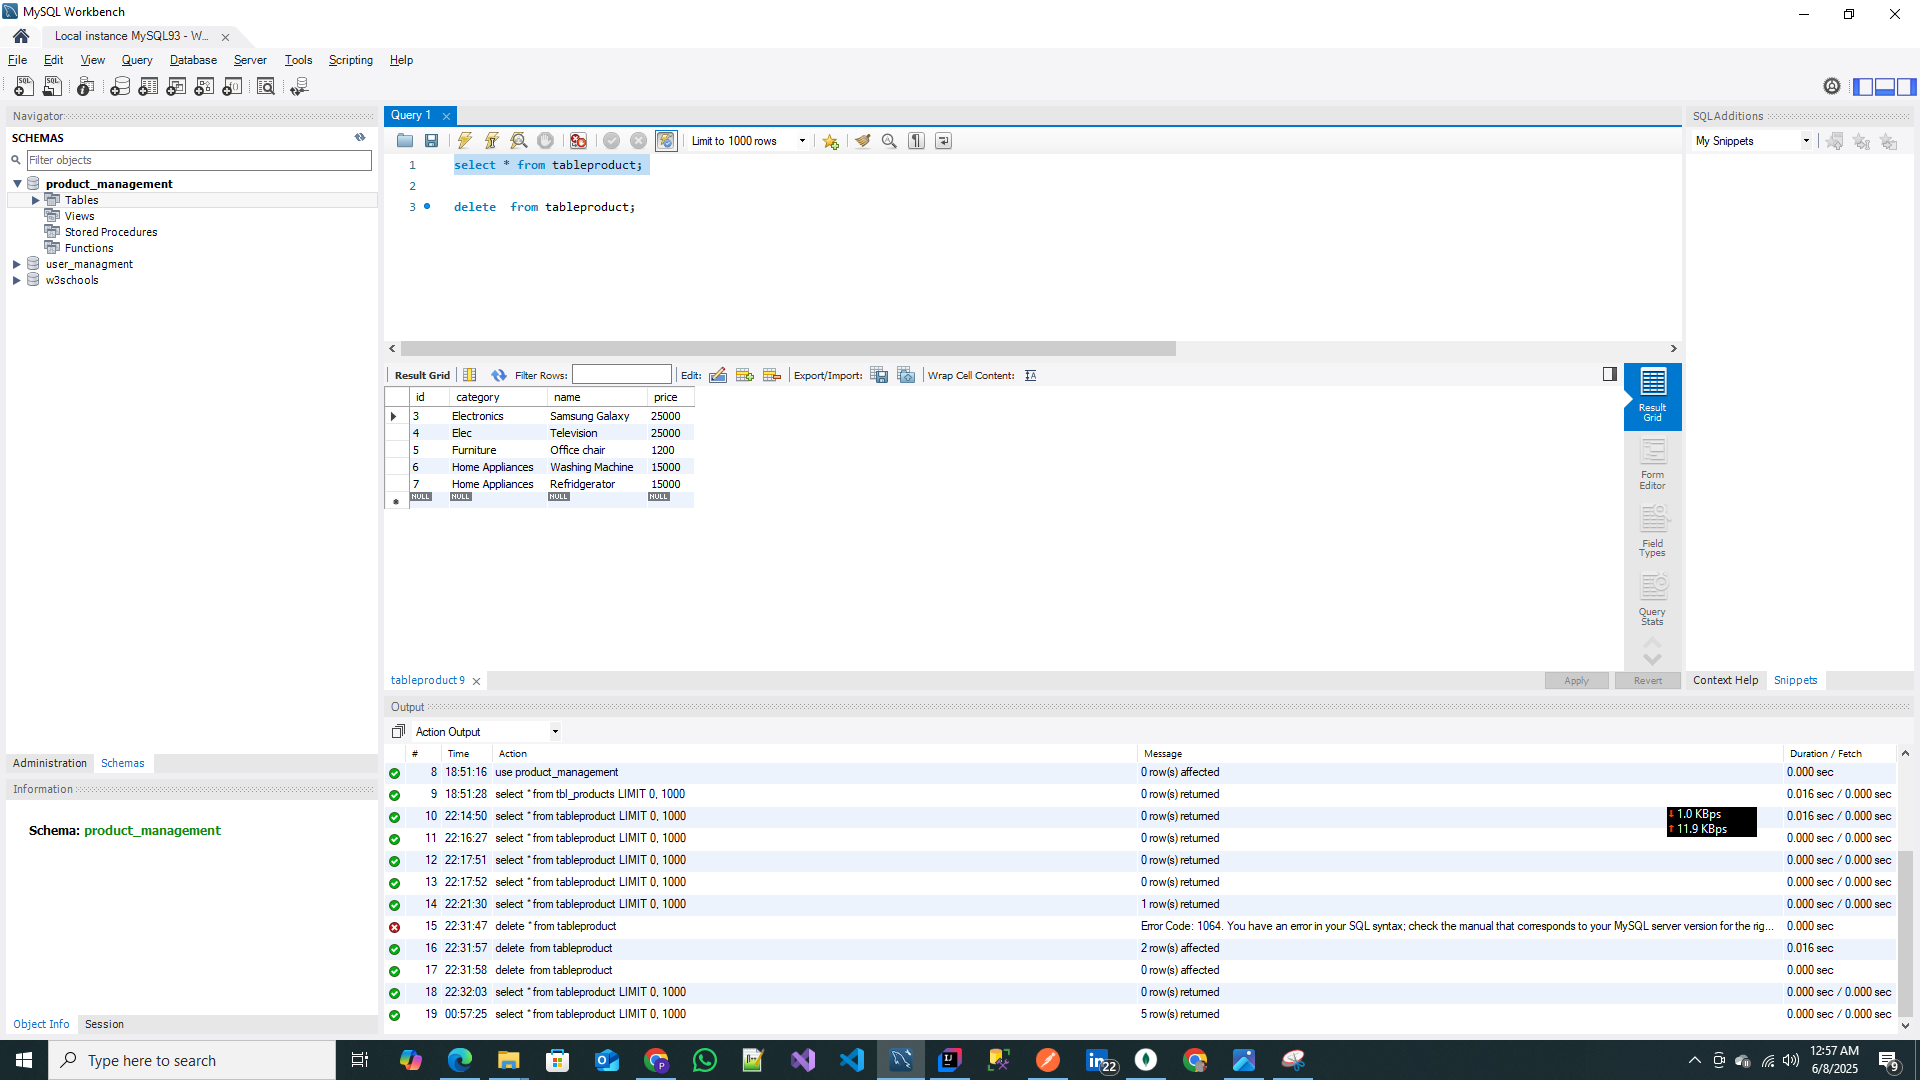 MySQL Workbench
Local instance MySQL93 - W...
File Edit View Query Database Server Tools Scripting Help
Navigator
SCHEMAS
Filter objects
product_management
Tables
Views
Stored Procedures
Functions
user_managment
w3schools
Administration Schemas
Information
Schema: product_management
Object Info Session
Query 1
Limit to 1000 rows
1 select * from tableproduct;
2
3 delete  from tableproduct;
Result Grid Filter Rows: Edit: Export/Import: Wrap Cell Content:
id category name price
3 Electronics Samsung Galaxy 25000
4 Elec Television 25000
5 Furniture Office chair 1200
6 Home Appliances Washing Machine 15000
7 Home Appliances Refridgerator 15000
NULL NULL NULL NULL
Result
Grid
Form
Editor
Field
Types
Query
Stats
tableproduct 9
Apply Revert
SQLAdditions
My Snippets
Context Help Snippets
Output
Action Output
# Time Action Message Duration / Fetch
8 18:51:16 use product_management 0 row(s) affected 0.000 sec
9 18:51:28 select * from tbl_products LIMIT 0, 1000 0 row(s) returned 0.016 sec / 0.000 sec
10 22:14:50 select * from tableproduct LIMIT 0, 1000 0 row(s) returned 0.016 sec / 0.000 sec
11 22:16:27 select * from tableproduct LIMIT 0, 1000 0 row(s) returned 0.000 sec / 0.000 sec
12 22:17:51 select * from tableproduct LIMIT 0, 1000 0 row(s) returned 0.000 sec / 0.000 sec
13 22:17:52 select * from tableproduct LIMIT 0, 1000 0 row(s) returned 0.000 sec / 0.000 sec
14 22:21:30 select * from tableproduct LIMIT 0, 1000 1 row(s) returned 0.000 sec / 0.000 sec
15 22:31:47 delete * from tableproduct Error Code: 1064. You have an error in your SQL syntax; check the manual that corresponds to your MySQL server version for the rig... 0.000 sec
16 22:31:57 delete  from tableproduct 2 row(s) affected 0.016 sec
17 22:31:58 delete  from tableproduct 0 row(s) affected 0.000 sec
18 22:32:03 select * from tableproduct LIMIT 0, 1000 0 row(s) returned 0.000 sec / 0.000 sec
19 00:57:25 select * from tableproduct LIMIT 0, 1000 5 row(s) returned 0.000 sec / 0.000 sec
1.0 KBps
11.9 KBps
Type here to search
22
12:57 AM
6/8/2025
9